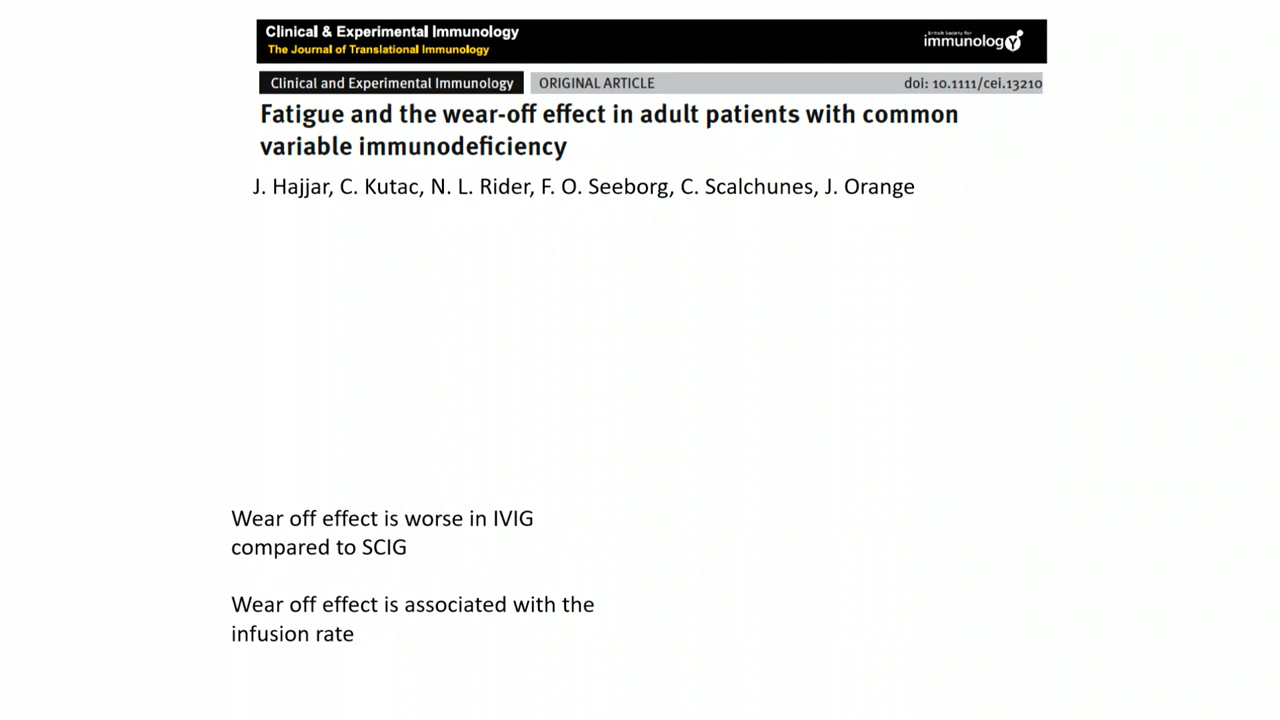 Clinical & Experimental Immunology
The Journal of Translational Immunology
British Society for
immunology
Clinical and Experimental Immunology
ORIGINAL ARTICLE
doi: 10.1111/cei.13210
Fatigue and the wear-off effect in adult patients with common
variable immunodeficiency
J. Hajjar, C. Kutac, N. L. Rider, F. O. Seeborg, C. Scalchunes, J. Orange
Wear off effect is worse in IVIG
compared to SCIG
Wear off effect is associated with the
infusion rate